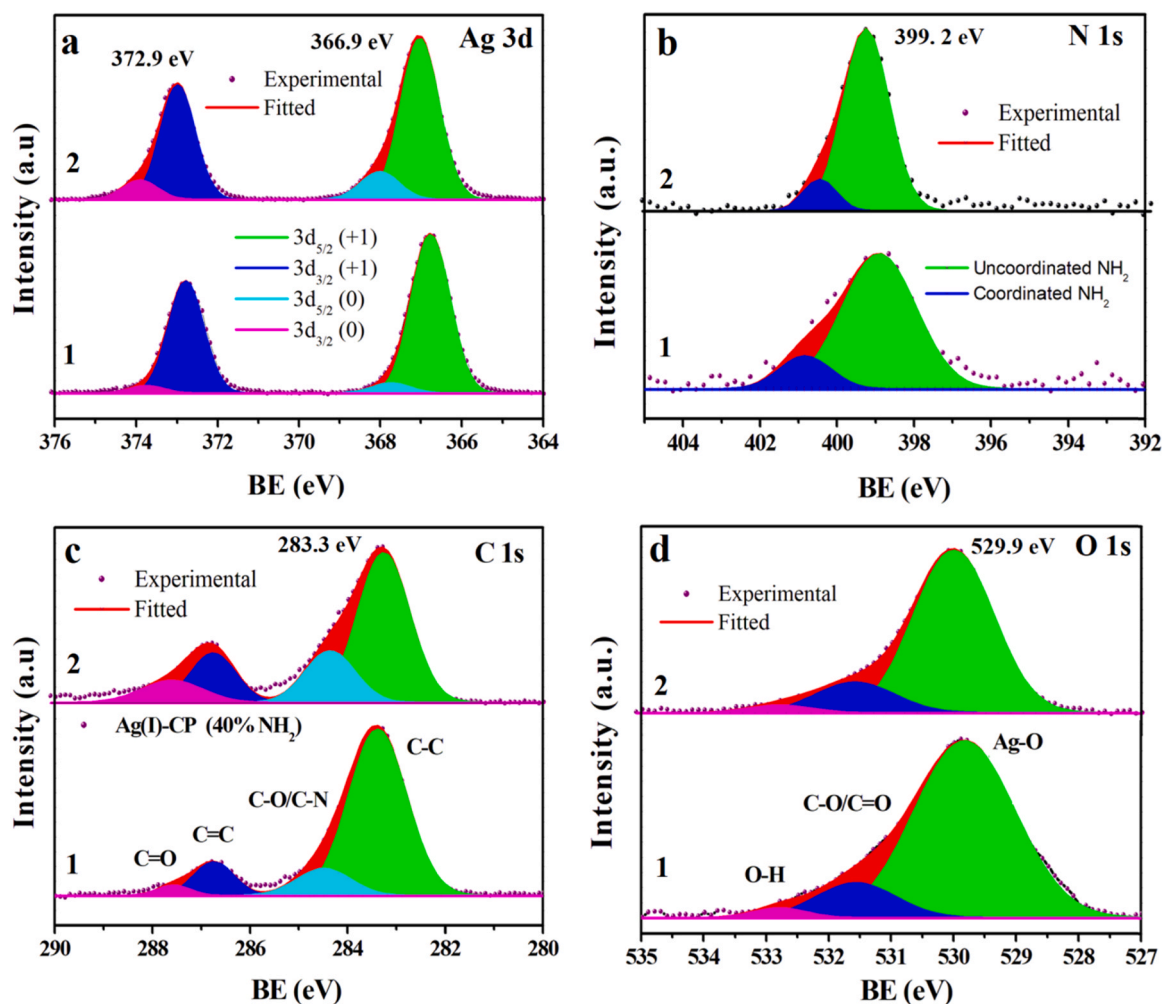 a
Ag 3d
372.9 eV
366.9 eV
Experimental
Fitted
2
3d5/2 (+1)
3d3/2 (+1)
3d5/2 (0)
3d3/2 (0)
1
376 374 372 370 368 366 364
BE (eV)
Intensity (a.u)
b
N 1s
399. 2 eV
Experimental
Fitted
2
Uncoordinated NH2
Coordinated NH2
1
404 402 400 398 396 394 392
BE (eV)
Intensity (a.u.)
c
C 1s
283.3 eV
Experimental
Fitted
2
Ag(I)-CP (40% NH2)
C-C
C-O/C-N
C=C
C=O
1
290 288 286 284 282 280
BE (eV)
Intensity (a.u)
d
O 1s
529.9 eV
Experimental
Fitted
2
Ag-O
C-O/C=O
O-H
1
535 534 533 532 531 530 529 528 527
BE (eV)
Intensity (a.u.)